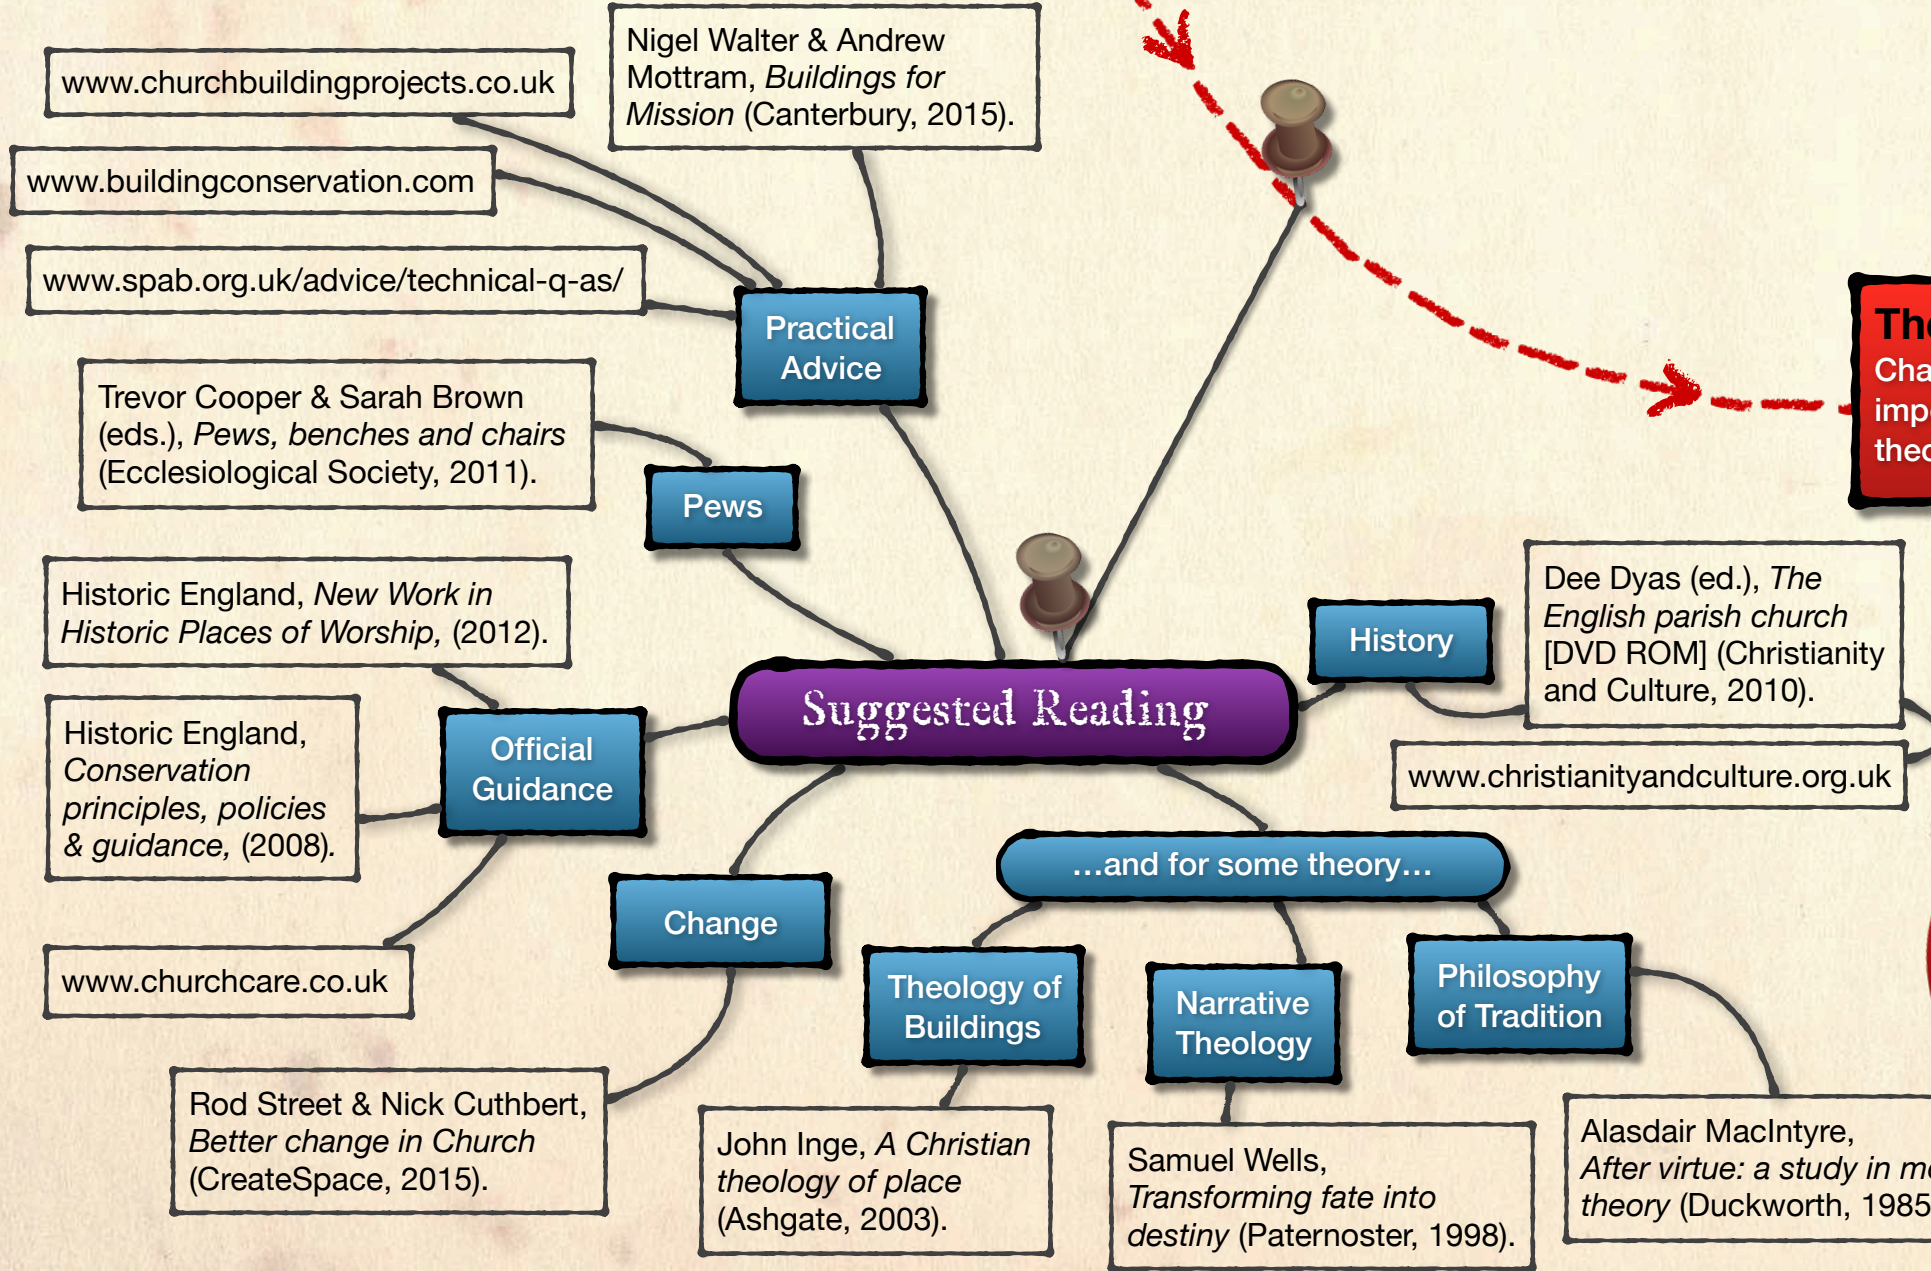 www.churchbuildingprojects.co.uk
Nigel Walter & Andrew
Mottram, Buildings for
Mission (Canterbury, 2015).
www.buildingconservation.com
www.spab.org.uk/advice/technical-q-as/
Practical
Advice
Trevor Cooper & Sarah Brown
(eds.), Pews, benches and chairs
(Ecclesiological Society, 2011).
Pews
Historic England, New Work in
Historic Places of Worship, (2012).
Historic England,
Conservation
principles, policies
& guidance, (2008).
Official
Guidance
www.churchcare.co.uk
Suggested Reading
History
Dee Dyas (ed.), The
English parish church
[DVD ROM] (Christianity
and Culture, 2010).
www.christianityandculture.org.uk
Change
Rod Street & Nick Cuthbert,
Better change in Church
(CreateSpace, 2015).
...and for some theory...
Theology of
Buildings
John Inge, A Christian
theology of place
(Ashgate, 2003).
Narrative
Theology
Samuel Wells,
Transforming fate into
destiny (Paternoster, 1998).
Philosophy
of Tradition
Alasdair MacIntyre,
After virtue: a study in
theory (Duckworth, 1985